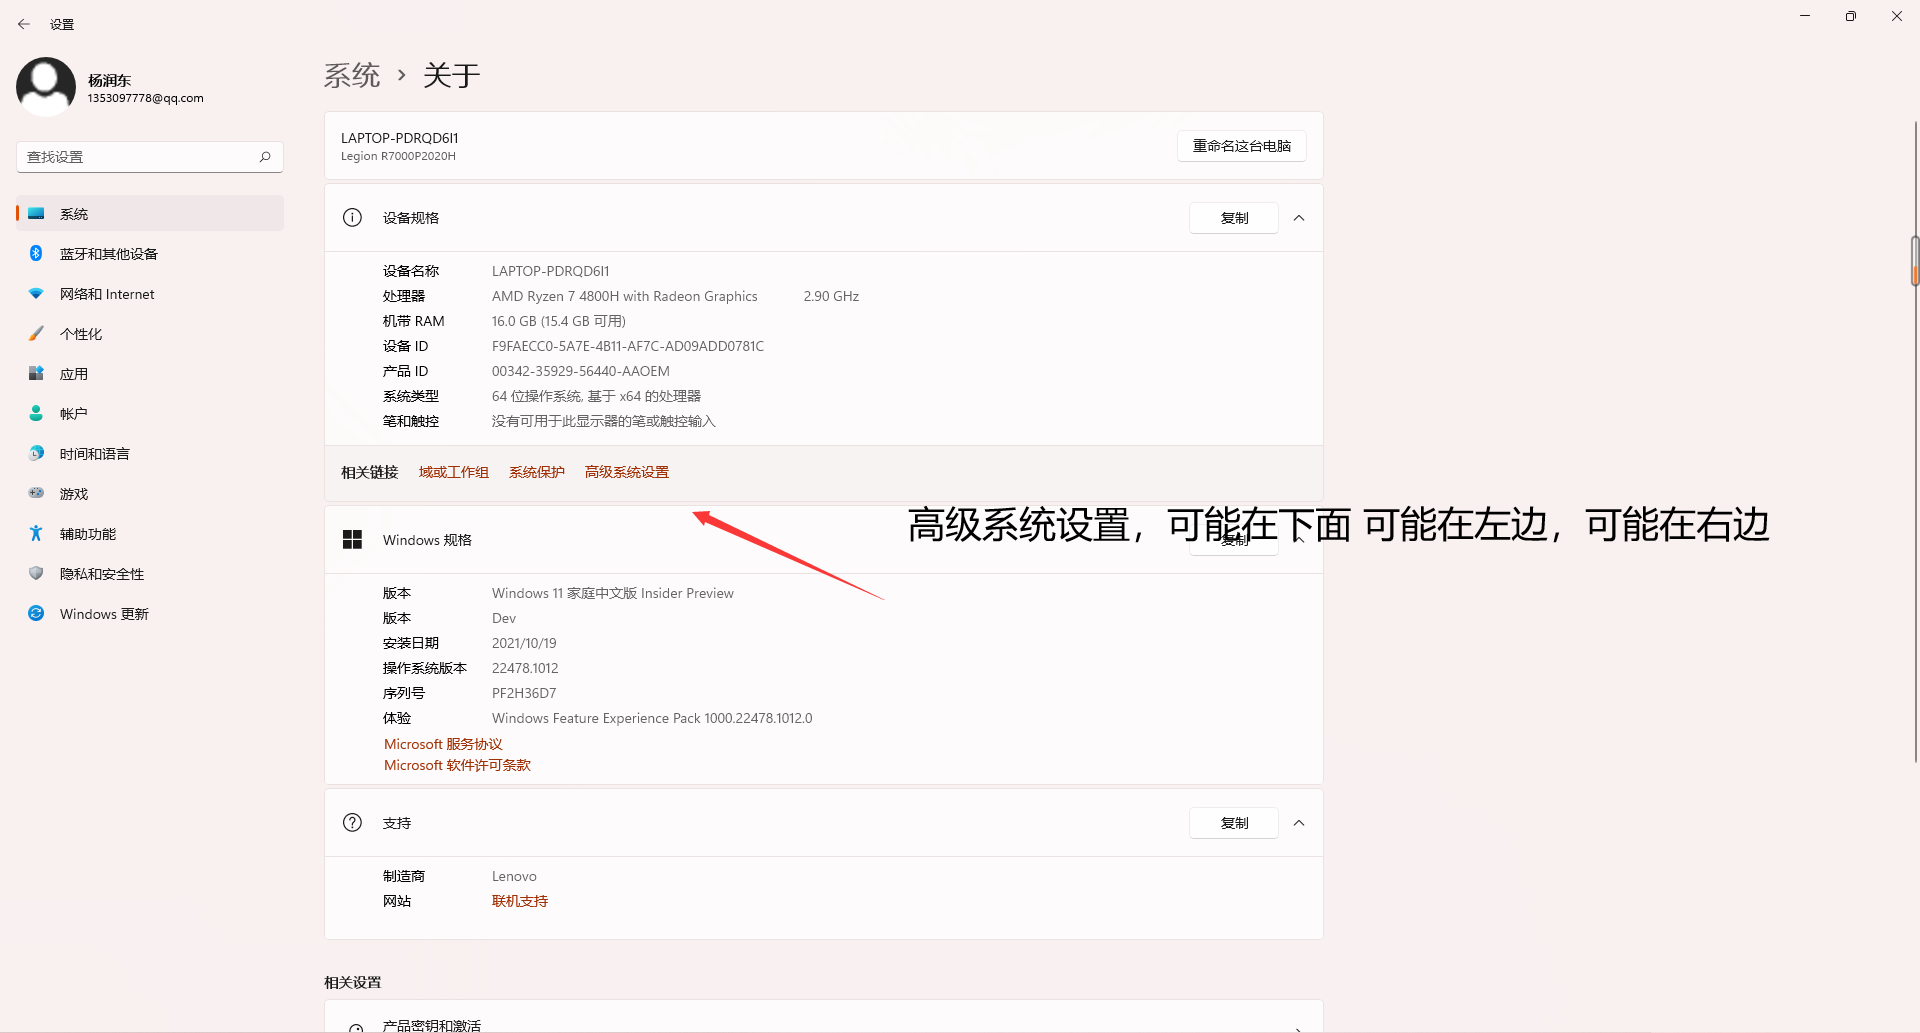 设置
杨润东
1353097778@qq.com
查找设置
系统
蓝牙和其他设备
网络和 Internet
个性化
应用
帐户
时间和语言
游戏
辅助功能
隐私和安全性
Windows 更新
系统 › 关于
LAPTOP-PDRQD6I1
Legion R7000P2020H
重命名这台电脑
设备规格
复制
设备名称 LAPTOP-PDRQD6I1
处理器 AMD Ryzen 7 4800H with Radeon Graphics 2.90 GHz
机带 RAM 16.0 GB (15.4 GB 可用)
设备 ID F9FAECC0-5A7E-4B11-AF7C-AD09ADD0781C
产品 ID 00342-35929-56440-AAOEM
系统类型 64 位操作系统, 基于 x64 的处理器
笔和触控 没有可用于此显示器的笔或触控输入
相关链接 域或工作组 系统保护 高级系统设置
高级系统设置，可能在下面 可能在左边，可能在右边
Windows 规格
复制
版本 Windows 11 家庭中文版 Insider Preview
版本 Dev
安装日期 2021/10/19
操作系统版本 22478.1012
序列号 PF2H36D7
体验 Windows Feature Experience Pack 1000.22478.1012.0
Microsoft 服务协议
Microsoft 软件许可条款
支持
复制
制造商 Lenovo
网站 联机支持
相关设置
产品密钥和激活